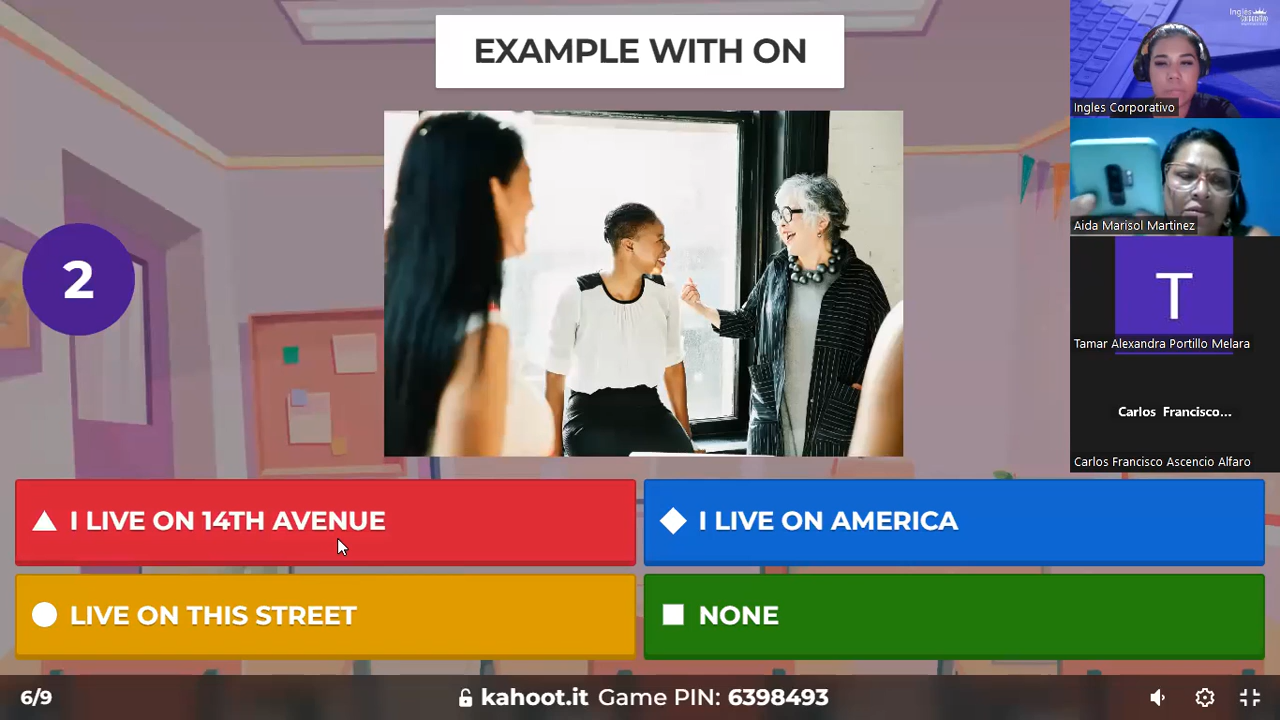 EXAMPLE WITH ON
Ingles Corporativo
Aida Marisol Martinez
T
Tamar Alexandra Portillo Melara
Carlos Francisco...
Carlos Francisco Ascencio Alfaro
2
I LIVE ON 14TH AVENUE
I LIVE ON AMERICA
LIVE ON THIS STREET
NONE
6/9
kahoot.it Game PIN: 6398493